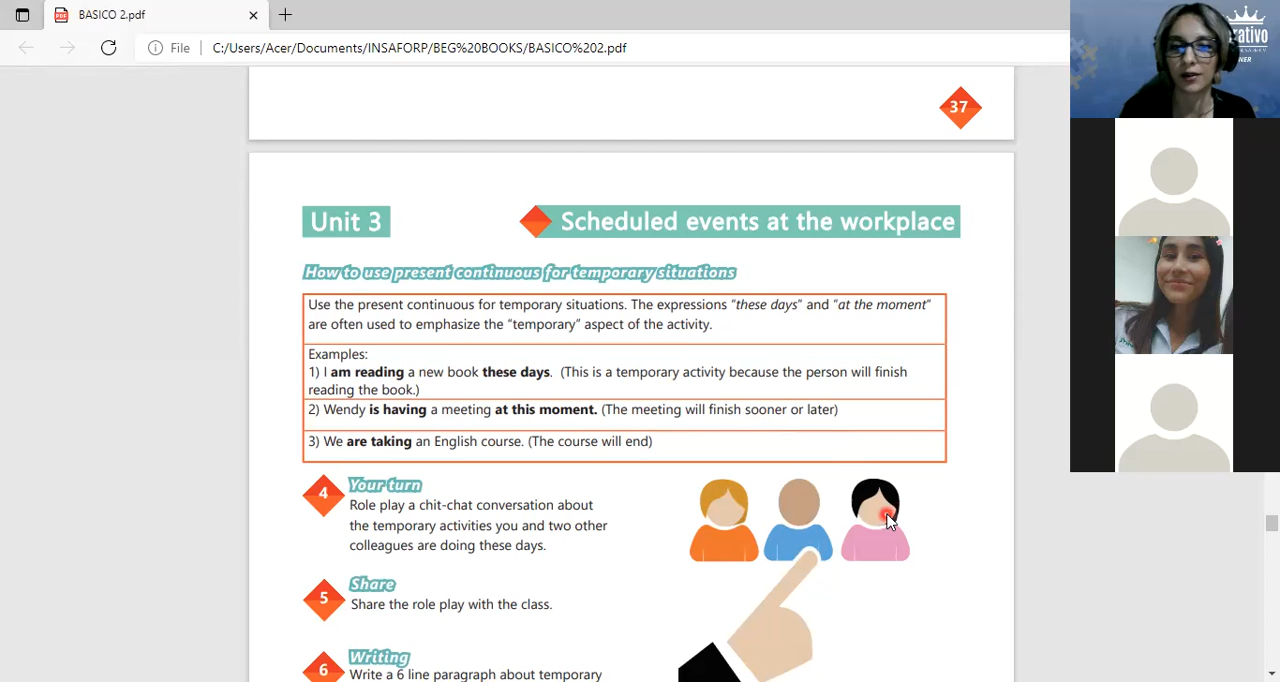 BASICO 2.pdf
File
C:/Users/Acer/Documents/INSAFORP/BEG%20BOOKS/BASICO%202.pdf
37
Unit 3
Scheduled events at the workplace
How to use present continuous for temporary situations
Use the present continuous for temporary situations. The expressions "these days" and "at the moment"
are often used to emphasize the "temporary" aspect of the activity.
Examples:
1) I am reading a new book these days. (This is a temporary activity because the person will finish
reading the book.)
2) Wendy is having a meeting at this moment. (The meeting will finish sooner or later)
3) We are taking an English course. (The course will end)
4
Your turn
Role play a chit-chat conversation about
the temporary activities you and two other
colleagues are doing these days.
5
Share
Share the role play with the class.
6
Writing
Write a 6 line paragraph about temporary